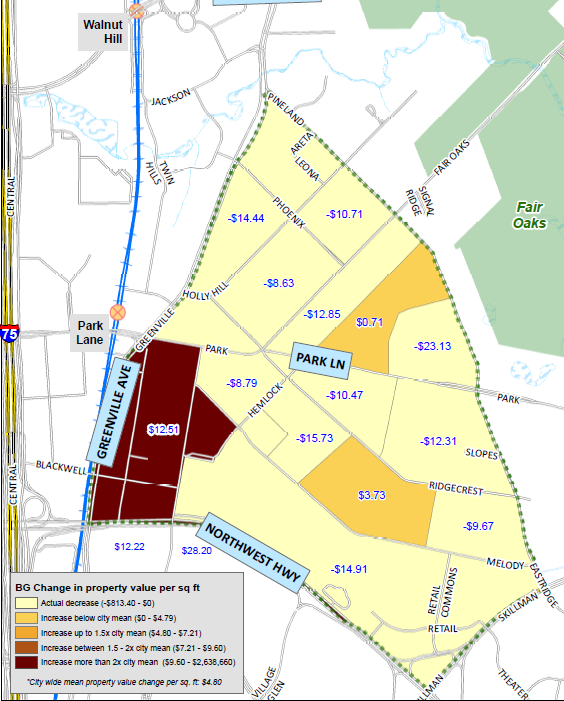 Walnut
Hill
JACKSON
PINELAND
ARETA
LEONA
FAIR OAKS
TWIN
HILLS
CENTRAL
SIGNAL
RIDGE
PHOENIX
Fair
Oaks
-$14.44
-$10.71
-$8.63
HOLLY HILL
-$12.85
$0.71
75
Park
Lane
GREENVILLE
-$23.13
PARK
PARK LN
GREENVILLE AVE
-$8.79
HEMLOCK
-$10.47
PARK
$12.51
-$15.73
-$12.31
SLOPES
BLACKWELL
CENTRAL
$3.73
RIDGECREST
-$9.67
NORTHWEST HWY
$12.22
$28.20
-$14.91
MELODY
EASTRIDGE
RETAIL
COMMONS
SKILLMAN
RETAIL
BG Change in property value per sq ft
Actual decrease (-$813.40 - $0)
Increase below city mean ($0 - $4.79)
Increase up to 1.5x city mean ($4.80 - $7.21)
Increase between 1.5 - 2x city mean ($7.21 - $9.60)
Increase more than 2x city mean ($9.60 - $2,638,660)
*City wide mean property value change per sq. ft: $4.80
VILLAGE
GLEN
LLMAN
THEATER